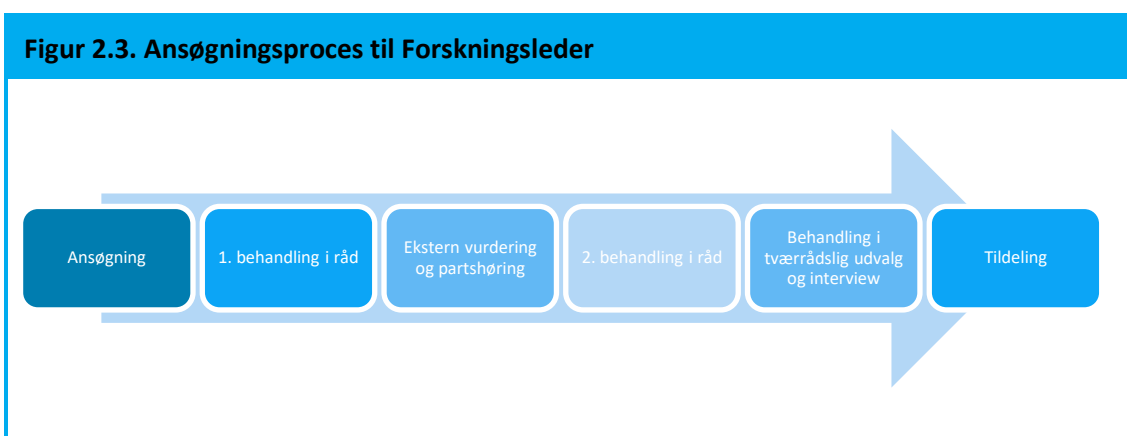 Figur 2.3. Ansøgningsproces til Forskningsleder
Ansøgning
1. behandling i råd
Ekstern vurdering
og partshøring
2. behandling i råd
Behandling i
tværrådslig udvalg
og interview
Tildeling